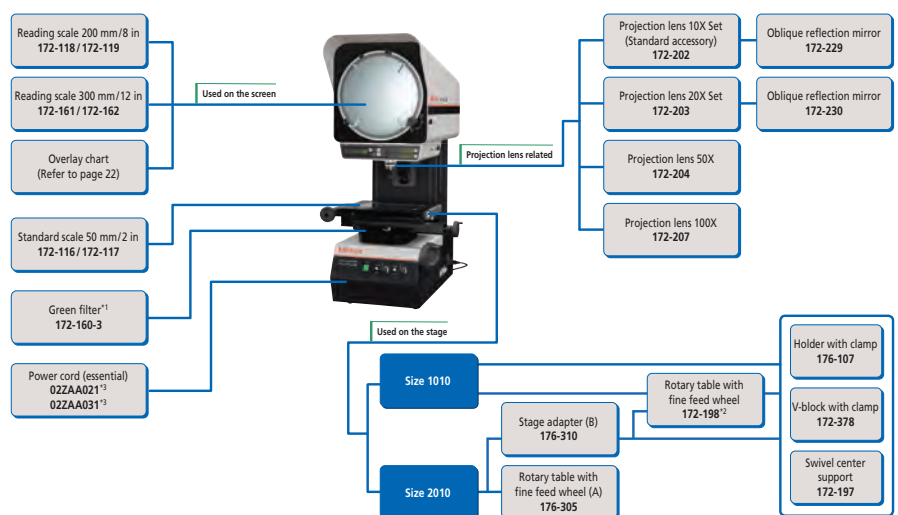 Reading scale 200 mm/8 in
172-118/172-119
Reading scale 300 mm/12 in
172-161/172-162
Overlay chart
(Refer to page 22)
Used on the screen
Standard scale 50 mm/2 in
172-116/172-117
Green filter*1
172-160-3
Power cord (essential)
02ZAA021*3
02ZAA031*3
Projection lens related
Projection lens 10X Set
(Standard accessory)
172-202
Oblique reflection mirror
172-229
Projection lens 20X Set
172-203
Oblique reflection mirror
172-230
Projection lens 50X
172-204
Projection lens 100X
172-207
Used on the stage
Size 1010
Size 2010
Stage adapter (B)
176-310
Rotary table with
fine feed wheel (A)
176-305
Rotary table with
fine feed wheel
172-198*2
Holder with clamp
176-107
V-block with clamp
172-378
Swivel center
support
172-197